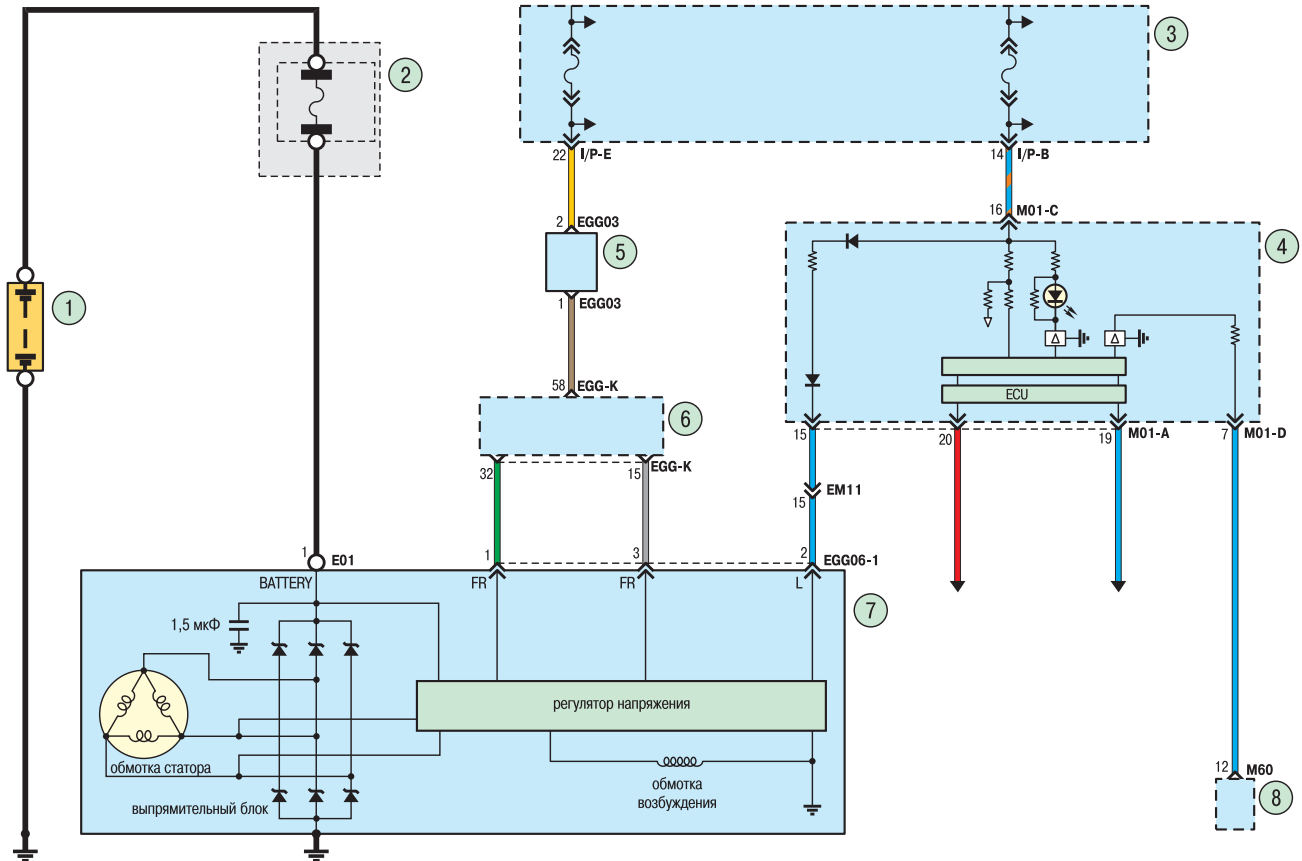 3
2
22 I/P-E
14 I/P-B
2 EGG03
16 M01-C
5
4
1
1 EGG03
58 EGG-K
ECU
6
15
20
19 M01-A
7 M01-D
32
15 EGG-K
15 EM11
1 E01
1
3
2 EGG06-1
BATTERY
FR
FR
L
7
1,5 мкФ
регулятор напряжения
обмотка статора
обмотка
возбуждения
выпрямительный блок
12 M60
8